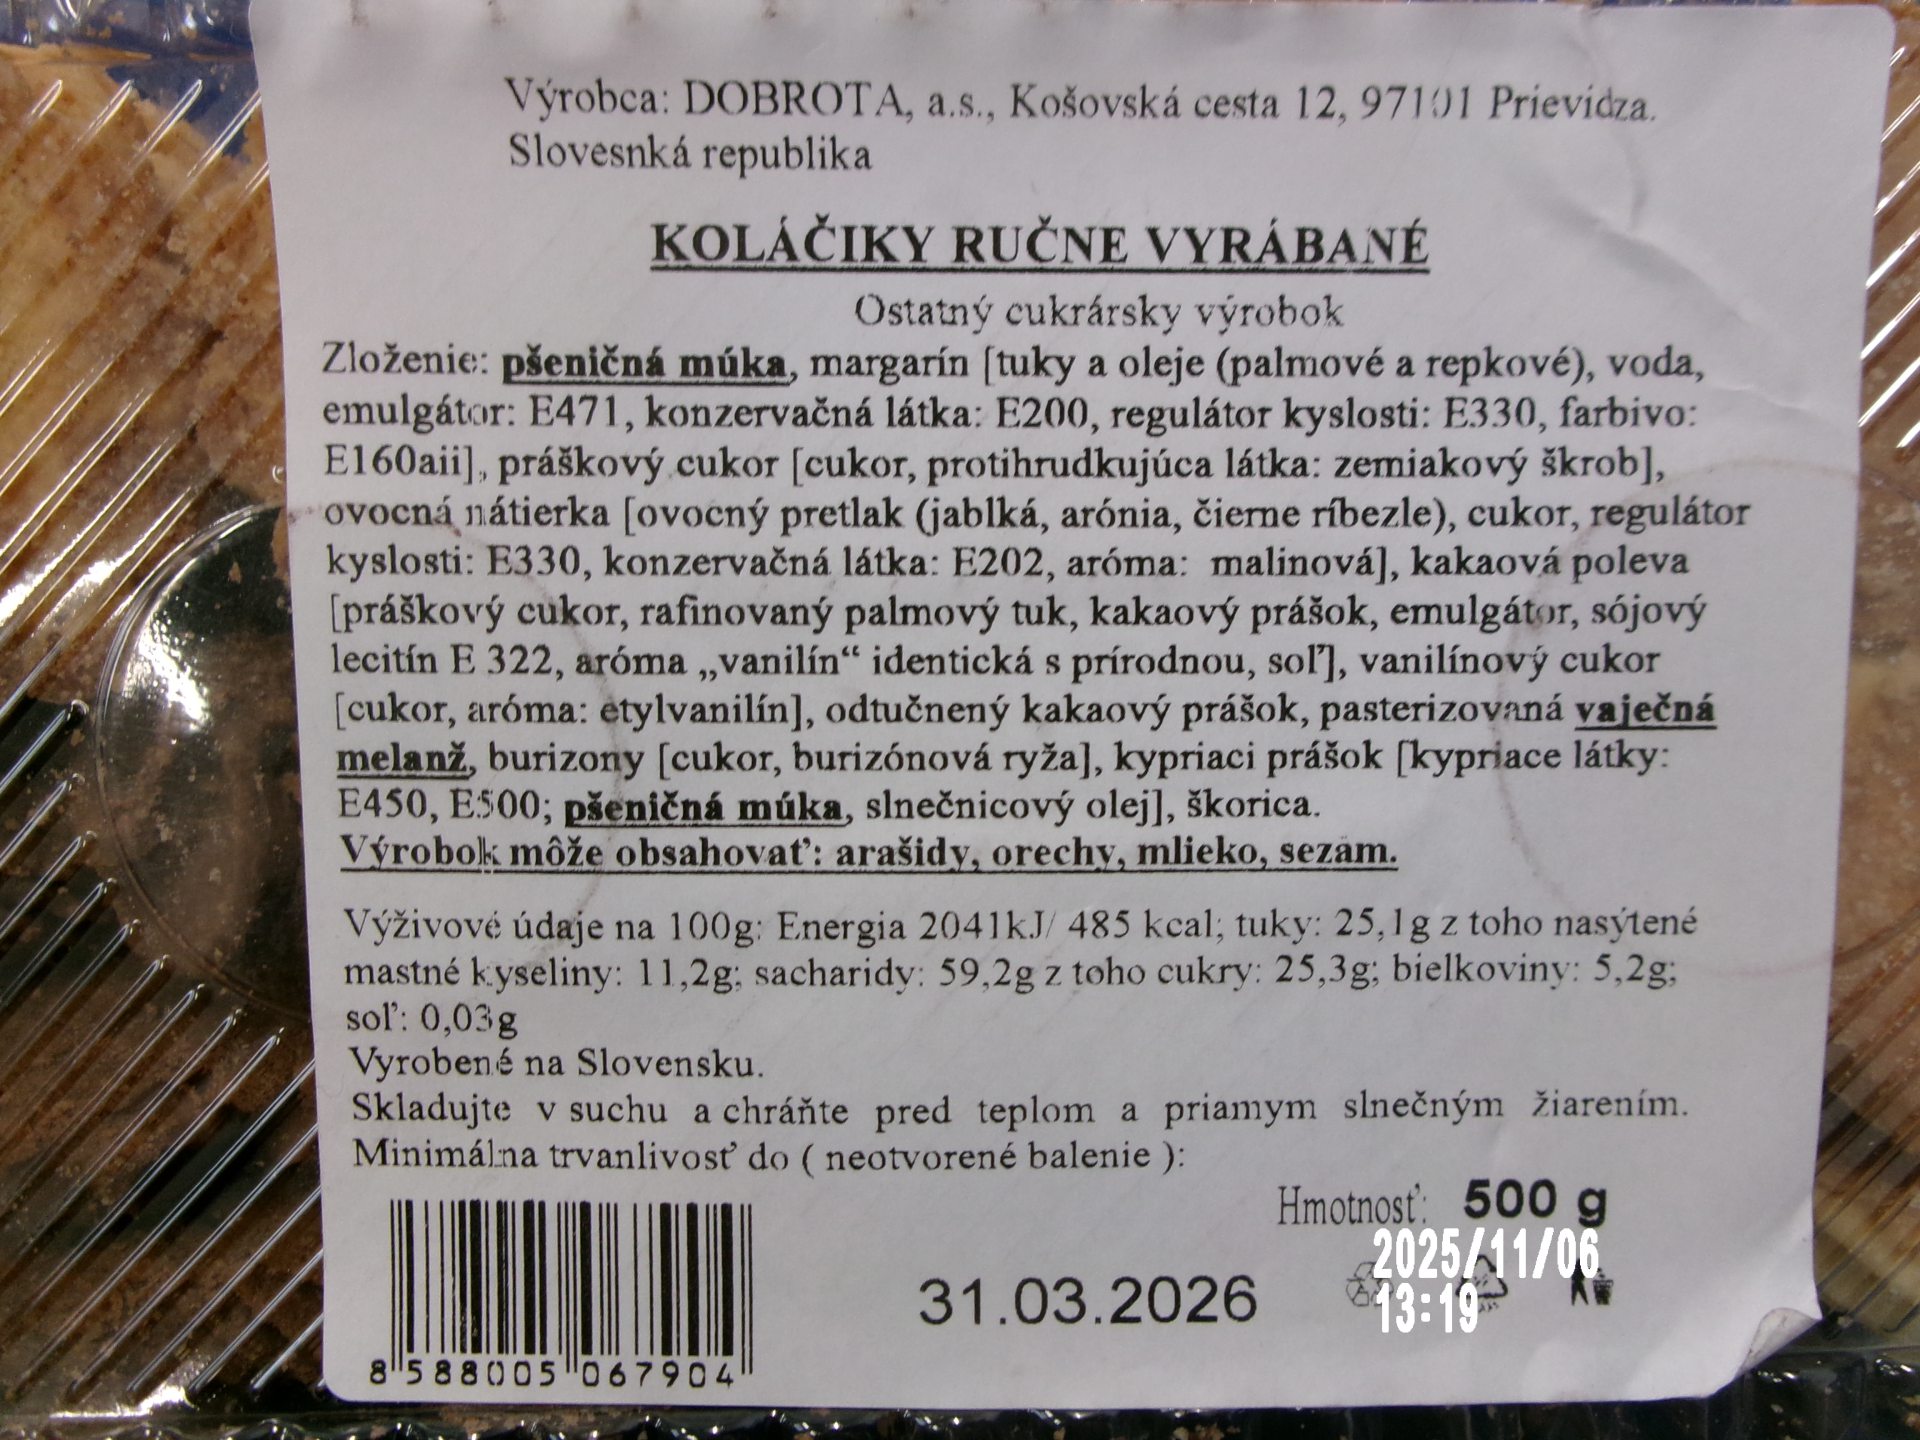 Výrobca: DOBROTA, a.s., Košovská cesta 12, 97101 Prievidza.
Slovesnká republika
KOLÁČIKY RUČNE VYRÁBANÉ
Ostatný cukrársky výrobok
Zloženie: pšeničná múka, margarín [tuky a oleje (palmové a repkové), voda,
emulgátor: E471, konzervačná látka: E200, regulátor kyslosti: E330, farbivo:
E160aii], práškový cukor [cukor, protihrudkujúca látka: zemiakový škrob],
ovocná nátierka [ovocný pretlak (jablká, arónia, čierne ríbezle), cukor, regulátor
kyslosti: E330, konzervačná látka: E202, aróma: malinová], kakaová poleva
[práškový cukor, rafinovaný palmový tuk, kakaový prášok, emulgátor, sójový
lecitín E 322, aróma „vanilín“ identická s prírodnou, soľ], vanilínový cukor
[cukor, aróma: etylvanilín], odtučnený kakaový prášok, pasterizovaná vaječná
melanž, burizony [cukor, burizónová ryža], kypriaci prášok [kypriace látky:
E450, E500; pšeničná múka, slnečnicový olej], škorica.
Výrobok môže obsahovať: arašidy, orechy, mlieko, sezam.
Výživové údaje na 100g: Energia 2041kJ/ 485 kcal; tuky: 25,1g z toho nasýtené
mastné kyseliny: 11,2g; sacharidy: 59,2g z toho cukry: 25,3g; bielkoviny: 5,2g;
soľ: 0,03g
Vyrobené na Slovensku.
Skladujte v suchu a chráňte pred teplom a priamym slnečným žiarením.
Minimálna trvanlivosť do ( neotvorené balenie ):
Hmotnosť: 500 g
2025/11/06
13:19
31.03.2026
8 588005 067904